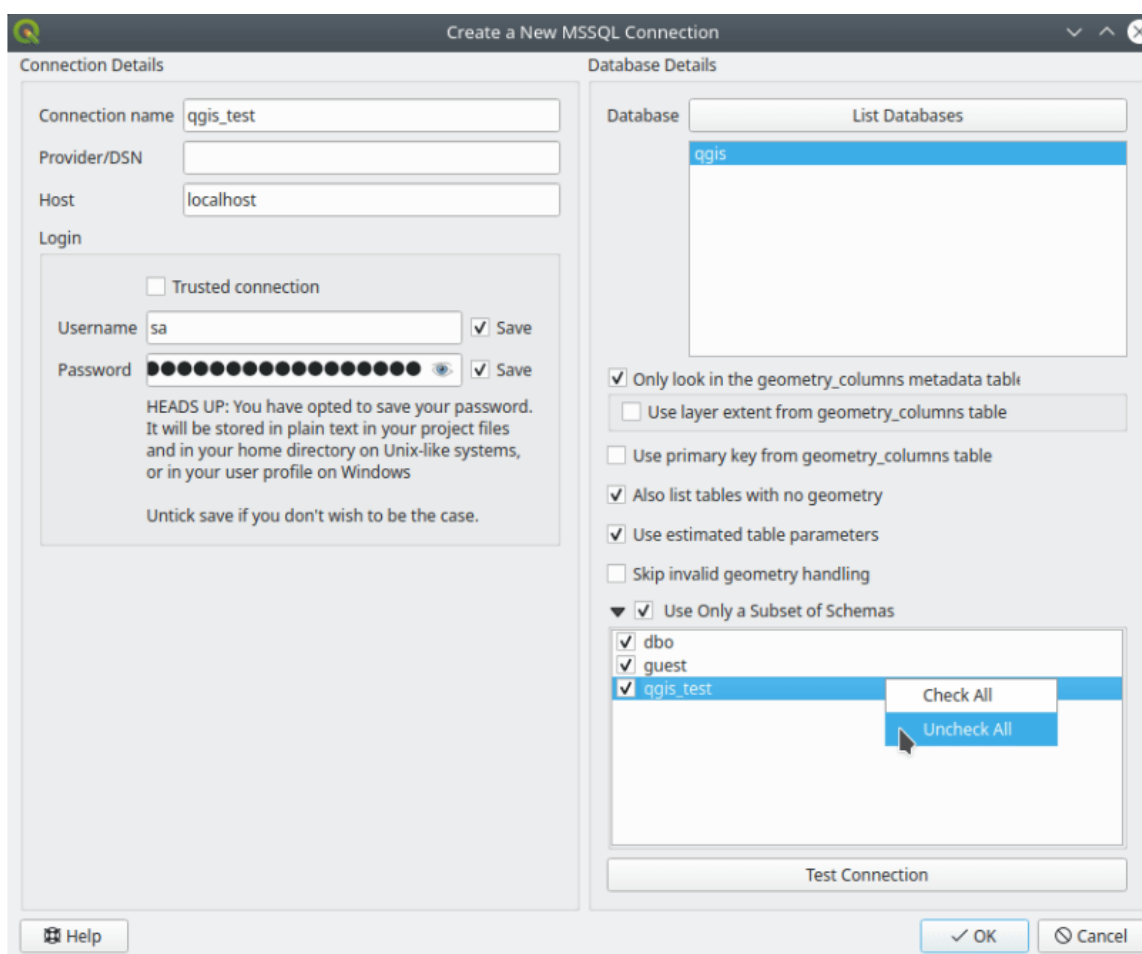 Create a New MSSQL Connection
Connection Details
Connection name
qgis_test
Provider/DSN
Host
localhost
Login
Trusted connection
Username
sa
Save
Password
Save
HEADS UP: You have opted to save your password.
It will be stored in plain text in your project files
and in your home directory on Unix-like systems,
or in your user profile on Windows
Untick save if you don't wish to be the case.
Database Details
Database
List Databases
qgis
Only look in the geometry_columns metadata table
Use layer extent from geometry_columns table
Use primary key from geometry_columns table
Also list tables with no geometry
Use estimated table parameters
Skip invalid geometry handling
Use Only a Subset of Schemas
dbo
guest
qgis_test
Check All
Uncheck All
Test Connection
Help
OK
Cancel